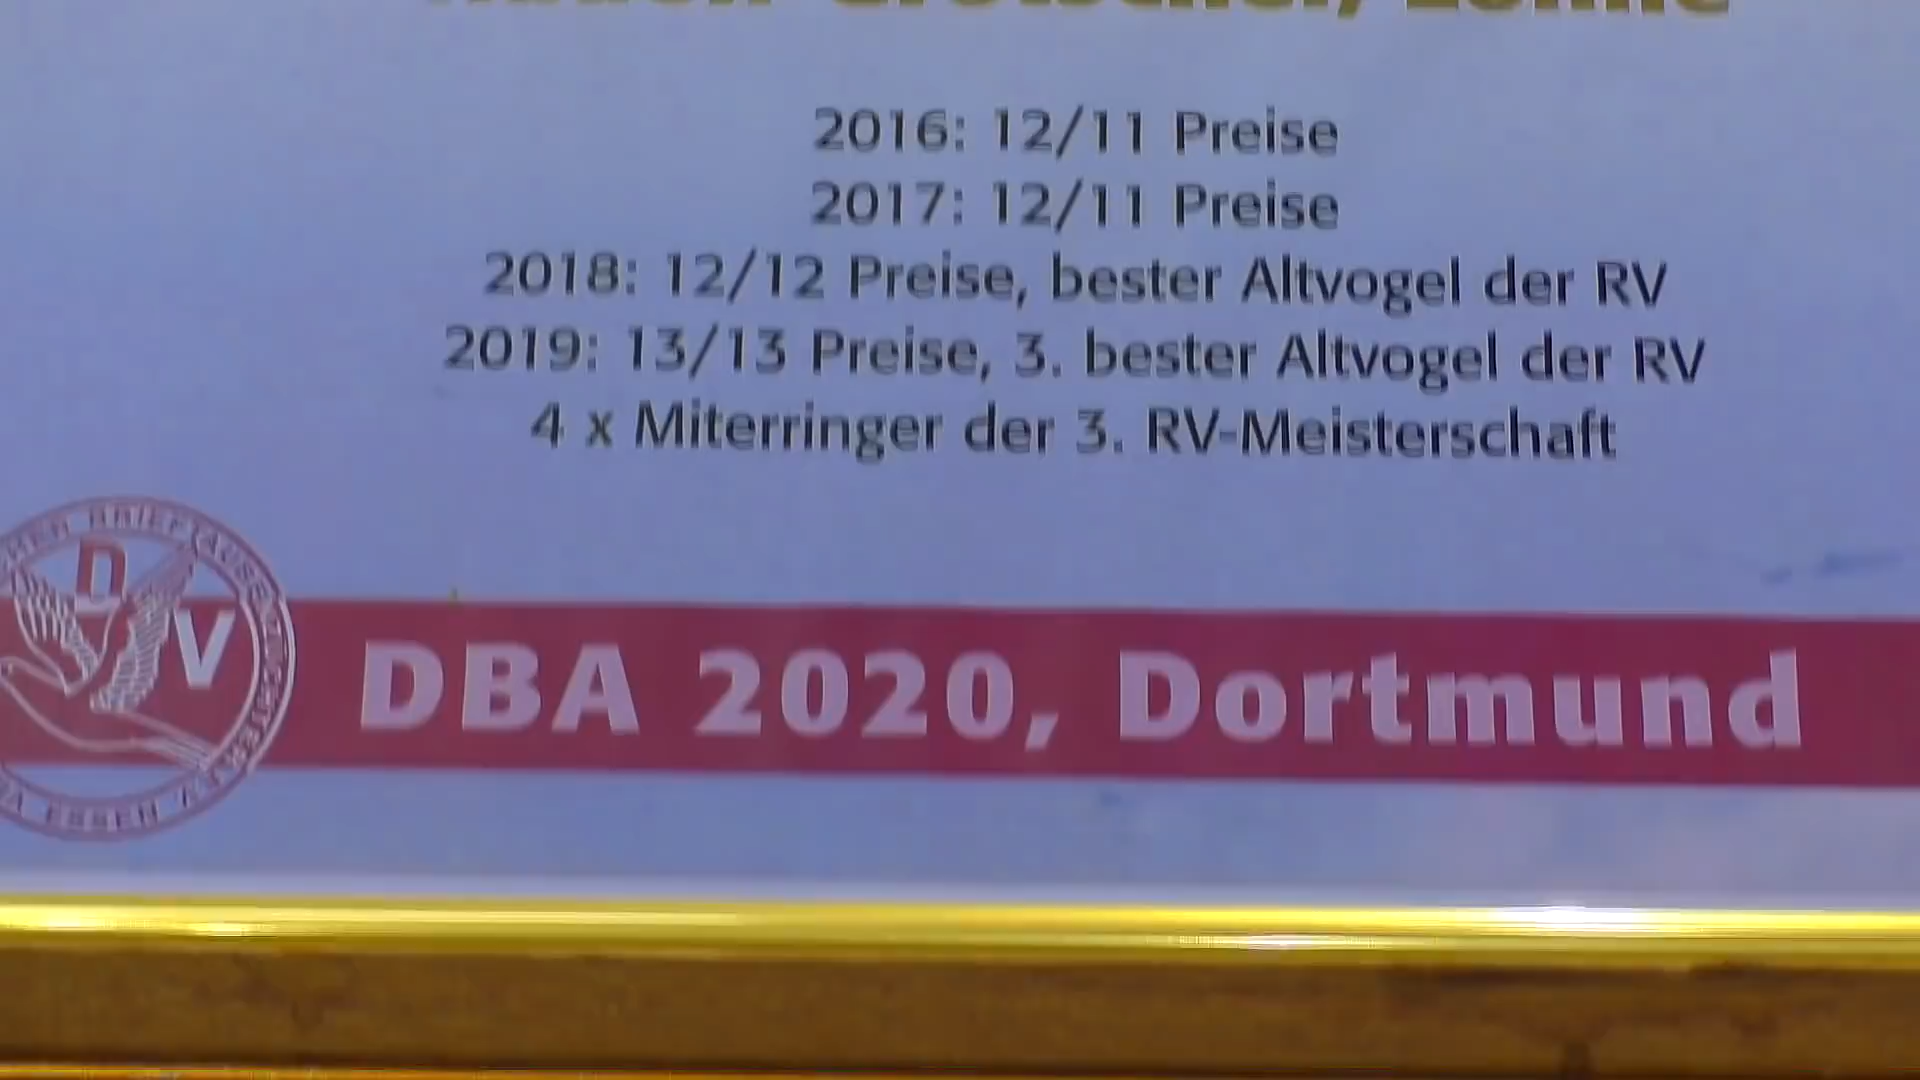 2016: 12/11 Preise
2017: 12/11 Preise
2018: 12/12 Preise, bester Altvogel der RV
2019: 13/13 Preise, 3. bester Altvogel der RV
4 x Miterringer der 3. RV-Meisterschaft
D
V
ESSEN
DBA 2020, Dortmund